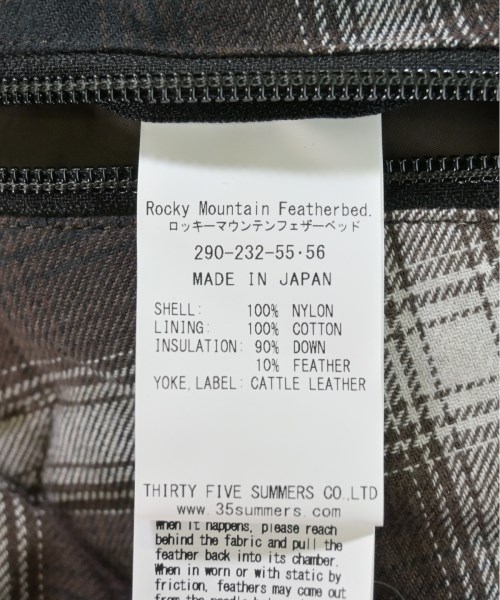 Rocky Mountain Featherbed.
ロッキーマウンテンフェザーベッド
290-232-55·56
MADE IN JAPAN
SHELL: 100% NYLON
LINING: 100% COTTON
INSULATION: 90% DOWN
10% FEATHER
YOKE,LABEL: CATTLE LEATHER
THIRTY FIVE SUMMERS CO.,LTD
www.35summers.com
When it happens, please reach
behind the fabric and pull the
feather back into its chamber.
When in worn or with static by
friction, feathers may come out
from the